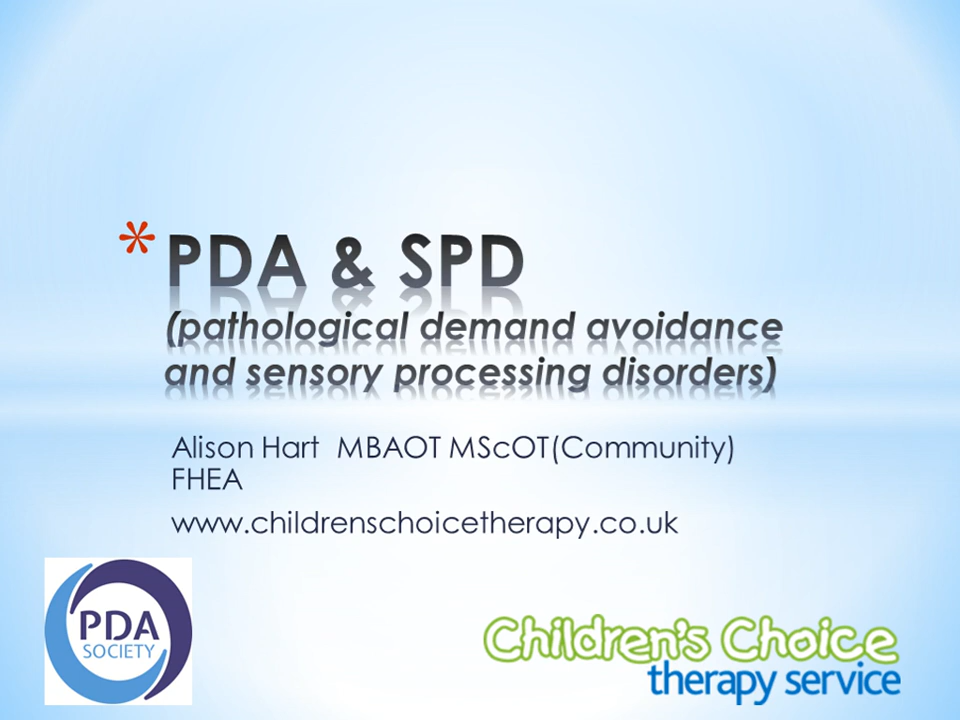 * PDA & SPD
(pathological demand avoidance
and sensory processing disorders)
Alison Hart  MBAOT MScOT(Community)
FHEA
www.childrenschoicetherapy.co.uk
PDA
SOCIETY
Children's Choice
therapy service